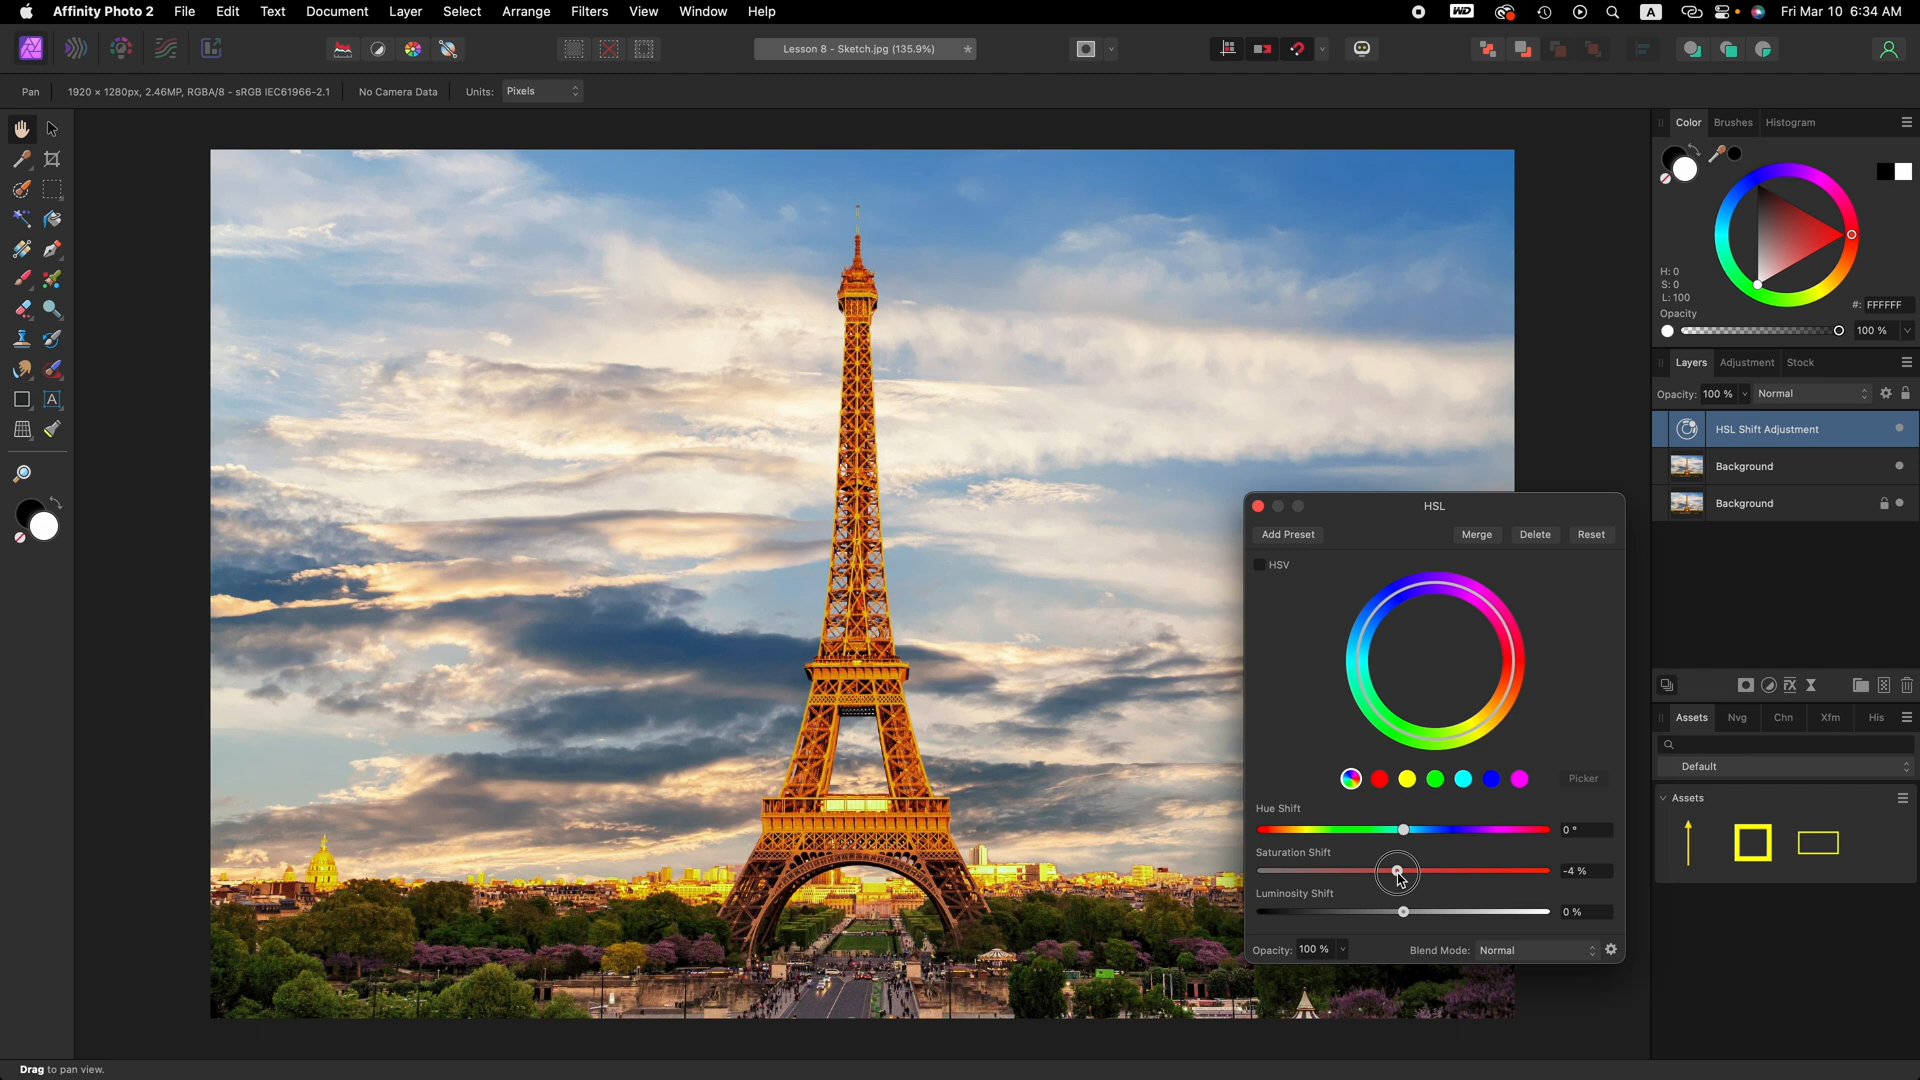 Affinity Photo 2 File Edit Text Document Layer Select Arrange Filters View Window Help WD A Fri Mar 10 6:34 AM
Lesson 8 - Sketch.jpg (135.9%) *
Pan 1920 × 1280px, 2.46MP, RGBA/8 - sRGB IEC61966-2.1 No Camera Data Units: Pixels
Color Brushes Histogram
H: 0
S: 0
L: 100
#: FFFFFF
Opacity
100 %
Layers Adjustment Stock
Opacity: 100 % Normal
HSL Shift Adjustment
Background
Background
HSL
Add Preset Merge Delete Reset
HSV
Picker
Hue Shift
0 °
Saturation Shift
-4 %
Luminosity Shift
0 %
Opacity: 100 % Blend Mode: Normal
Assets Nvg Chn Xfm His
Default
Assets
Drag to pan view.